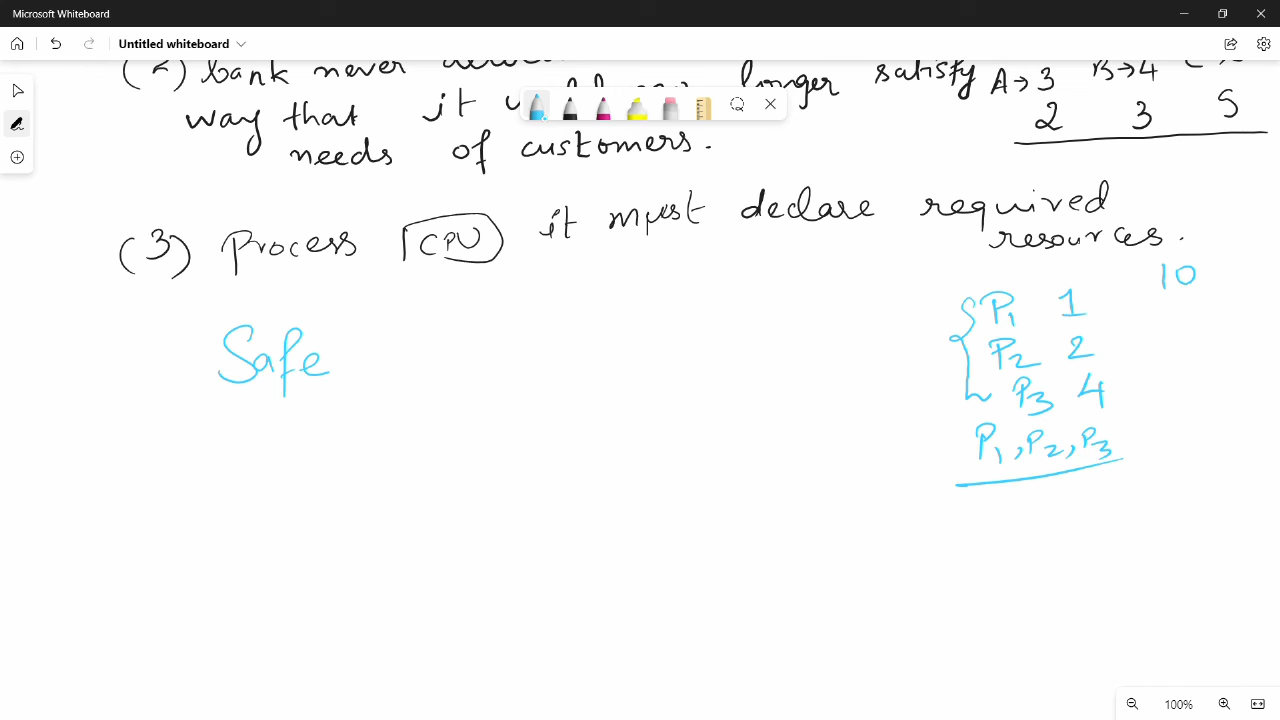 Microsoft Whiteboard
Untitled whiteboard
(2) bank never
way that it longer satisfy
needs of customers.
A → 3 B → 4
2 3 5
(3) Process CPU it must declare required
resources.
10
Safe
P1 1
P2 2
P3 4
P1, P2, P3
100%